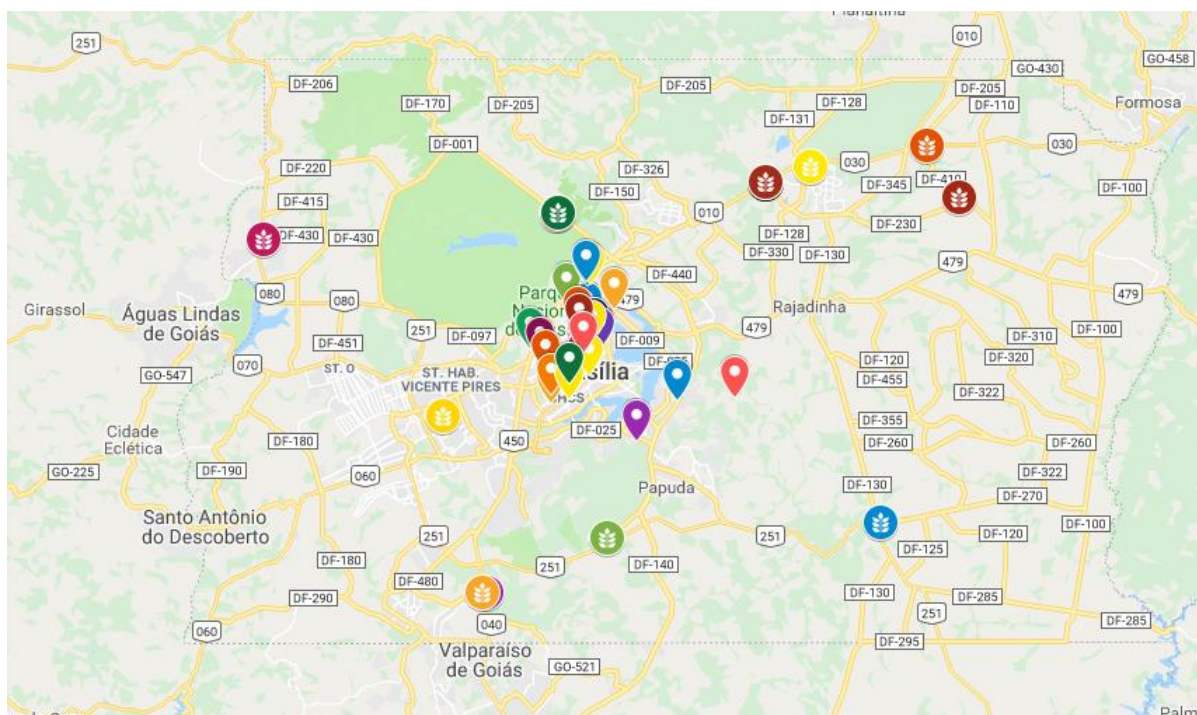 Planaltina
251
010
GO-458
DF-206
DF-205
GO-430
DF-205
DF-170
DF-205
DF-128
DF-110
Formosa
DF-131
DF-001
030
030
DF-220
DF-326
DF-345
DF-410
DF-100
DF-150
DF-415
010
DF-230
DF-430
DF-430
DF-128
DF-330
DF-130
479
DF-440
080
080
479
479
Girassol
Águas Lindas
de Goiás
251
DF-097
DF-009
479
Rajadinha
DF-310
DF-100
DF-451
DF-320
070
ST. O
ST. HAB.
VICENTE PIRES
DF-120
GO-547
DF-455
DF-322
DF-355
Cidade
Eclética
DF-180
450
DF-025
DF-260
DF-260
GO-225
DF-190
060
DF-322
DF-130
Papuda
DF-270
Santo Antônio
do Descoberto
251
251
DF-120
DF-100
DF-125
DF-180
251
DF-140
DF-480
DF-290
DF-130
DF-285
251
DF-285
060
040
DF-295
Valparaíso
de Goiás
GO-521